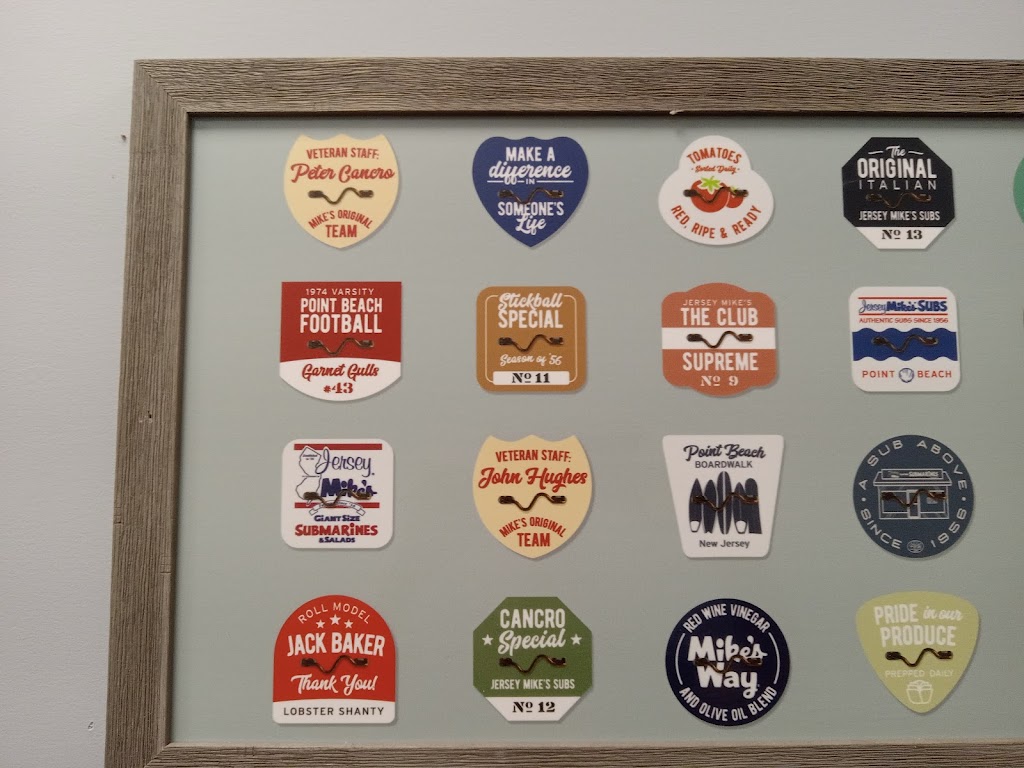 VETERAN STAFF:
Peter Cancro
MIKE'S ORIGINAL
TEAM
MAKE A
difference
IN
SOMEONE'S
Life
TOMATOES
Sorted Daily
RED, RIPE & READY
The
ORIGINAL
ITALIAN
JERSEY MIKE'S SUBS
Nº 13
1974 VARSITY
POINT BEACH
FOOTBALL
Garnet Gulls
#43
Stickball
SPECIAL
Season of '56
Nº 11
JERSEY MIKE'S
THE CLUB
SUPREME
Nº 9
Jersey Mike's SUBS
AUTHENTIC SUBS SINCE 1956
POINT BEACH
Jersey
Mike's
GIANT SIZE
SUBMARINES
& SALADS
VETERAN STAFF:
John Hughes
MIKE'S ORIGINAL
TEAM
Point Beach
BOARDWALK
New Jersey
A SUB ABOVE
SUBMARINES
SINCE 1956
ROLL MODEL
JACK BAKER
Thank You!
LOBSTER SHANTY
CANCRO
Special
JERSEY MIKE'S SUBS
Nº 12
RED WINE VINEGAR
Mike's
Way
AND OLIVE OIL BLEND
PRIDE in our
PRODUCE
PREPPED DAILY